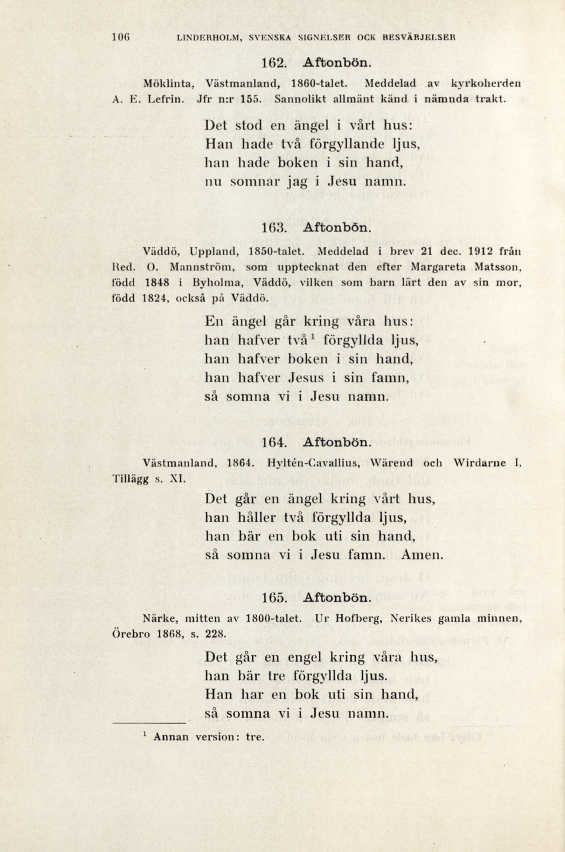 106 LINDERHOLM, SVENSKA SIGNELSER OCK BESVÄRJELSER
162. Aftonbön.
Möklinta, Västmanland, 1860-talet. Meddelad av kyrkoherden
A. E. Lefrin. Jfr n:r 155. Sannolikt allmänt känd i nämnda trakt.
Det stod en ängel i vårt hus:
Han hade två förgyllande ljus,
han hade boken i sin hand,
nu somnar jag i Jesu namn.
163. Aftonbön.
Väddö, Uppland, 1850-talet. Meddelad i brev 21 dec. 1912 från
Red. O. Mannström, som upptecknat den efter Margareta Matsson,
född 1848 i Byholma, Väddö, vilken som barn lärt den av sin mor,
född 1824, också på Väddö.
En ängel går kring våra hus:
han hafver två¹ förgyllda ljus,
han hafver boken i sin hand,
han hafver Jesus i sin famn,
så somna vi i Jesu namn.
164. Aftonbön.
Västmanland, 1864. Hyltén-Cavallius, Wärend och Wirdarne I,
Tillägg s. XI.
Det går en ängel kring vårt hus,
han håller två förgyllda ljus,
han bär en bok uti sin hand,
så somna vi i Jesu famn. Amen.
165. Aftonbön.
Närke, mitten av 1800-talet. Ur Hofberg, Nerikes gamla minnen,
Örebro 1868, s. 228.
Det går en engel kring våra hus,
han bär tre förgyllda ljus.
Han har en bok uti sin hand,
så somna vi i Jesu namn.
¹ Annan version: tre.